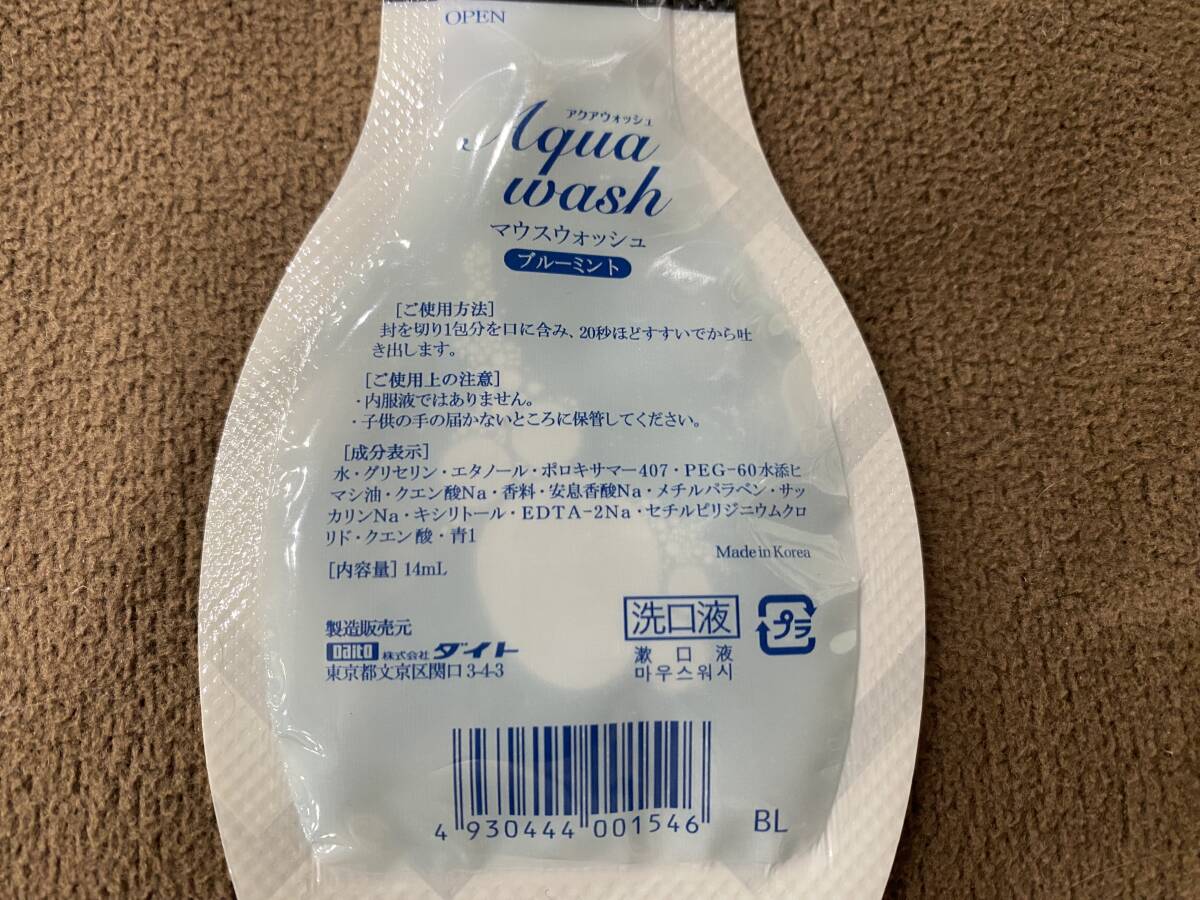 OPEN
アクアウォッシュ
Aqua
wash
マウスウォッシュ
ブルーミント
[ご使用方法]
封を切り1包分を口に含み、20秒ほどすすいでから吐
き出します。
[ご使用上の注意]
・内服液ではありません。
・子供の手の届かないところに保管してください。
[成分表示]
水・グリセリン・エタノール・ポロキサマー407・PEG-60水添ヒ
マシ油・クエン酸Na・香料・安息香酸Na・メチルパラベン・サッ
カリンNa・キシリトール・EDTA-2Na・セチルピリジニウムクロ
リド・クエン酸・青1
Made in Korea
[内容量] 14mL
製造販売元
Daito 株式会社ダイト
東京都文京区関口3-4-3
洗口液
漱口液
마우스워시
プラ
4 930444 001546
BL